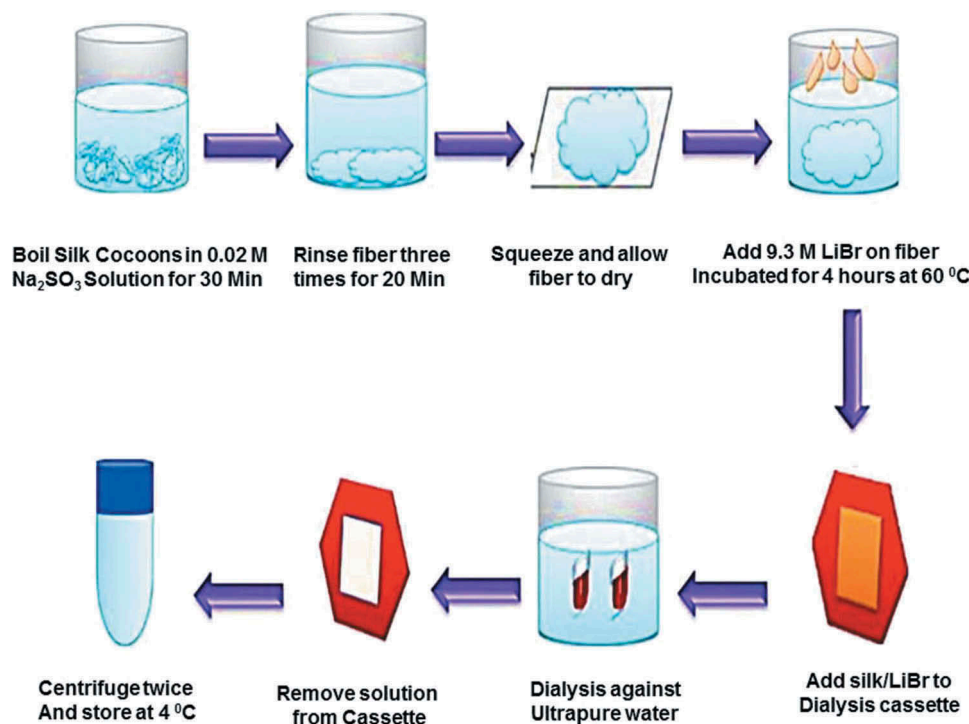 Boil Silk Cocoons in 0.02 M
Na₂SO₃ Solution for 30 Min
Rinse fiber three
times for 20 Min
Squeeze and allow
fiber to dry
Add 9.3 M LiBr on fiber
Incubated for 4 hours at 60 ⁰C
Centrifuge twice
And store at 4 ⁰C
Remove solution
from Cassette
Dialysis against
Ultrapure water
Add silk/LiBr to
Dialysis cassette